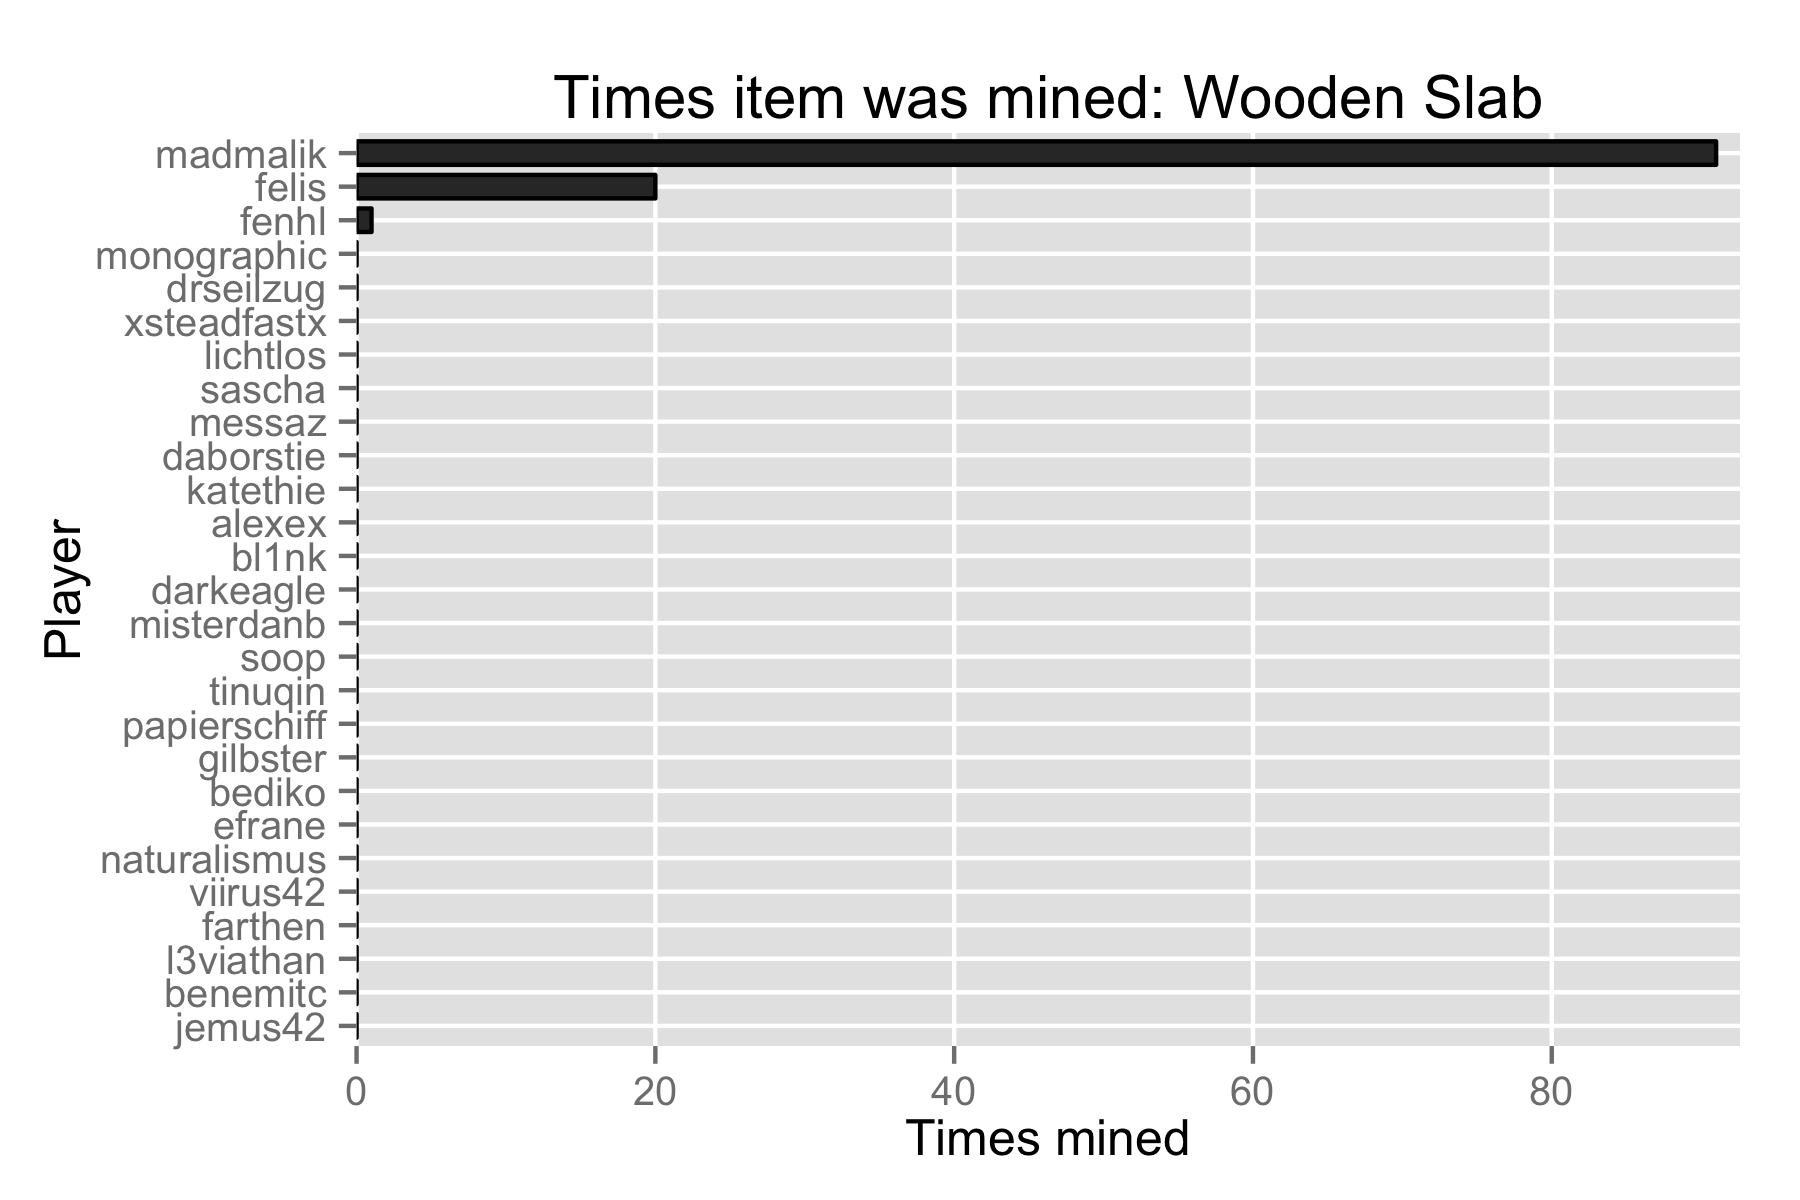 Times item was mined: Wooden Slab
madmalik
felis
fenhl
monographic
drseilzug
xsteadfastx
lichtlos
sascha
messaz
daborstie
katethie
alexex
bl1nk
darkeagle
misterdanb
soop
tinuqin
papierschiff
gilbster
bediko
efrane
naturalismus
viirus42
farthen
l3viathan
benemitc
jemus42
Player
0 20 40 60 80
Times mined